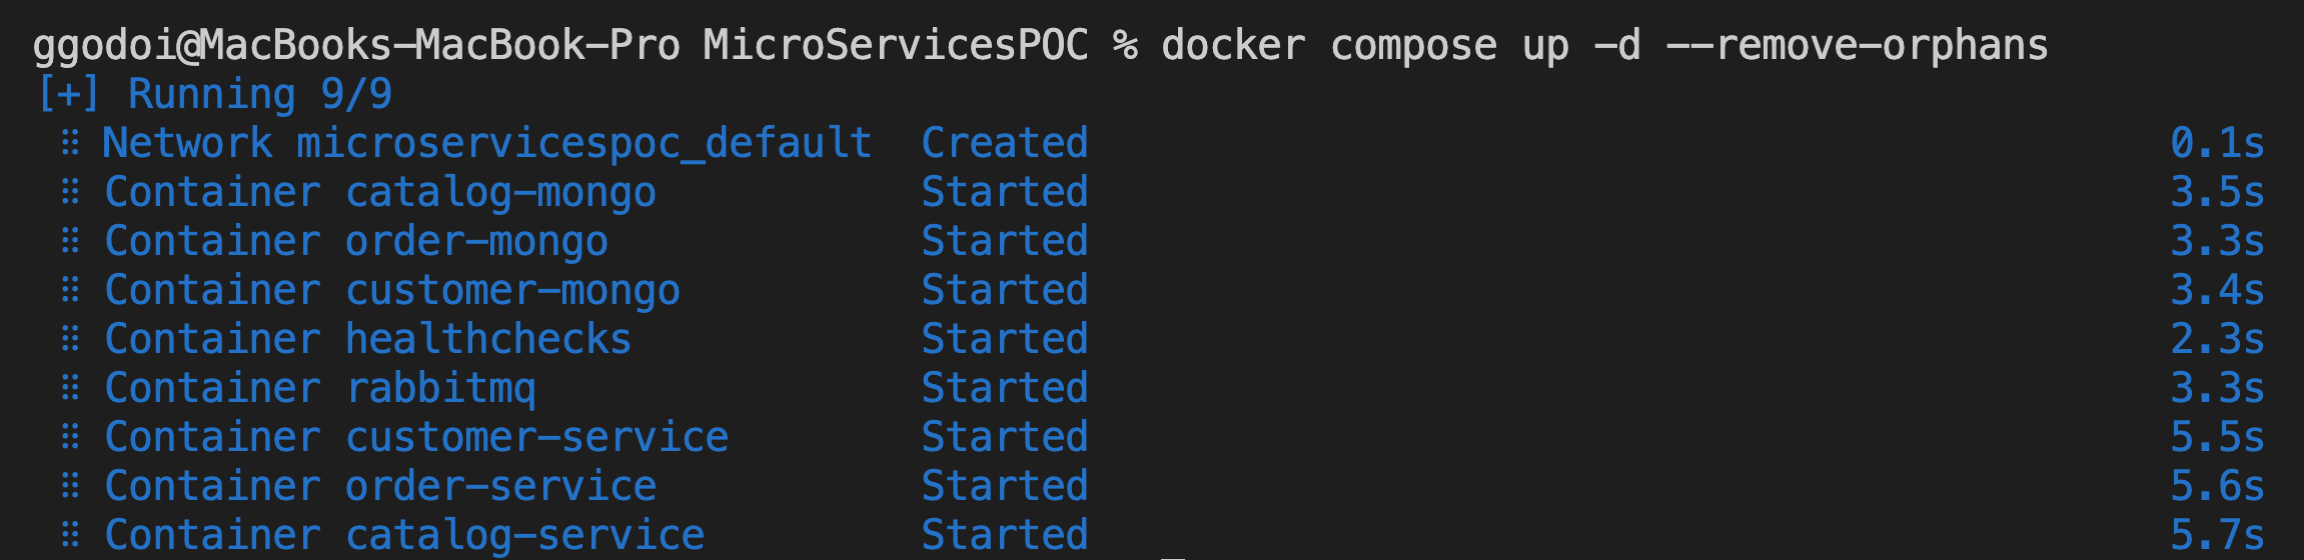 ggodoi@MacBooks-MacBook-Pro MicroServicesPOC % docker compose up -d --remove-orphans
[+] Running 9/9
⠿ Network microservicespoc_default Created 0.1s
⠿ Container catalog-mongo Started 3.5s
⠿ Container order-mongo Started 3.3s
⠿ Container customer-mongo Started 3.4s
⠿ Container healthchecks Started 2.3s
⠿ Container rabbitmq Started 3.3s
⠿ Container customer-service Started 5.5s
⠿ Container order-service Started 5.6s
⠿ Container catalog-service Started 5.7s